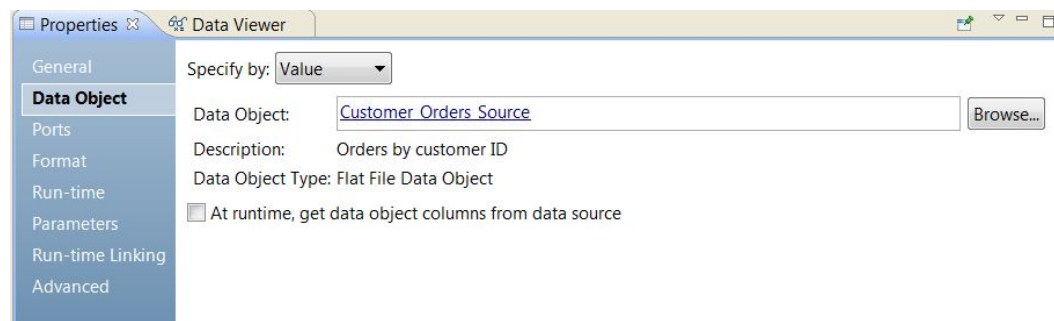 Properties Data Viewer
General
Data Object
Ports
Format
Run-time
Parameters
Run-time Linking
Advanced
Specify by: Value
Data Object: Customer Orders Source Browse...
Description: Orders by customer ID
Data Object Type: Flat File Data Object
At runtime, get data object columns from data source